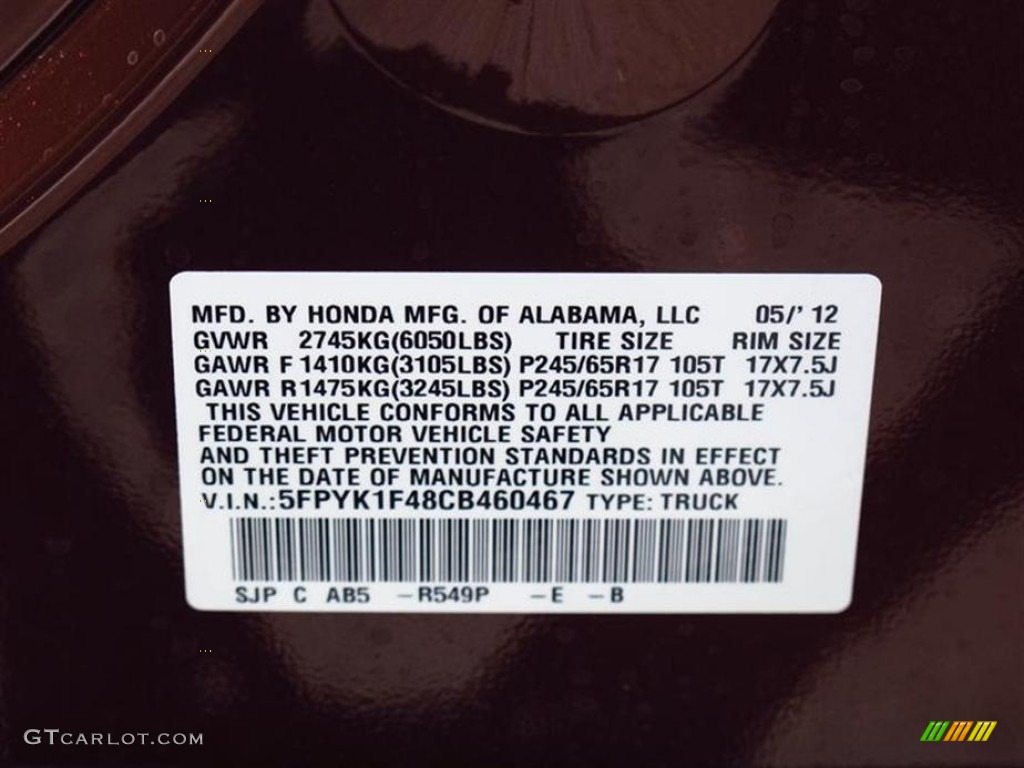 MFD. BY HONDA MFG. OF ALABAMA, LLC 05/' 12
GVWR 2745KG(6050LBS) TIRE SIZE RIM SIZE
GAWR F 1410KG(3105LBS) P245/65R17 105T 17X7.5J
GAWR R 1475KG(3245LBS) P245/65R17 105T 17X7.5J
THIS VEHICLE CONFORMS TO ALL APPLICABLE
FEDERAL MOTOR VEHICLE SAFETY
AND THEFT PREVENTION STANDARDS IN EFFECT
ON THE DATE OF MANUFACTURE SHOWN ABOVE.
V.I.N.: 5FPYK1F48CB460467 TYPE: TRUCK
SJP C AB5 -R549P -E -B
GTCARLOT.COM